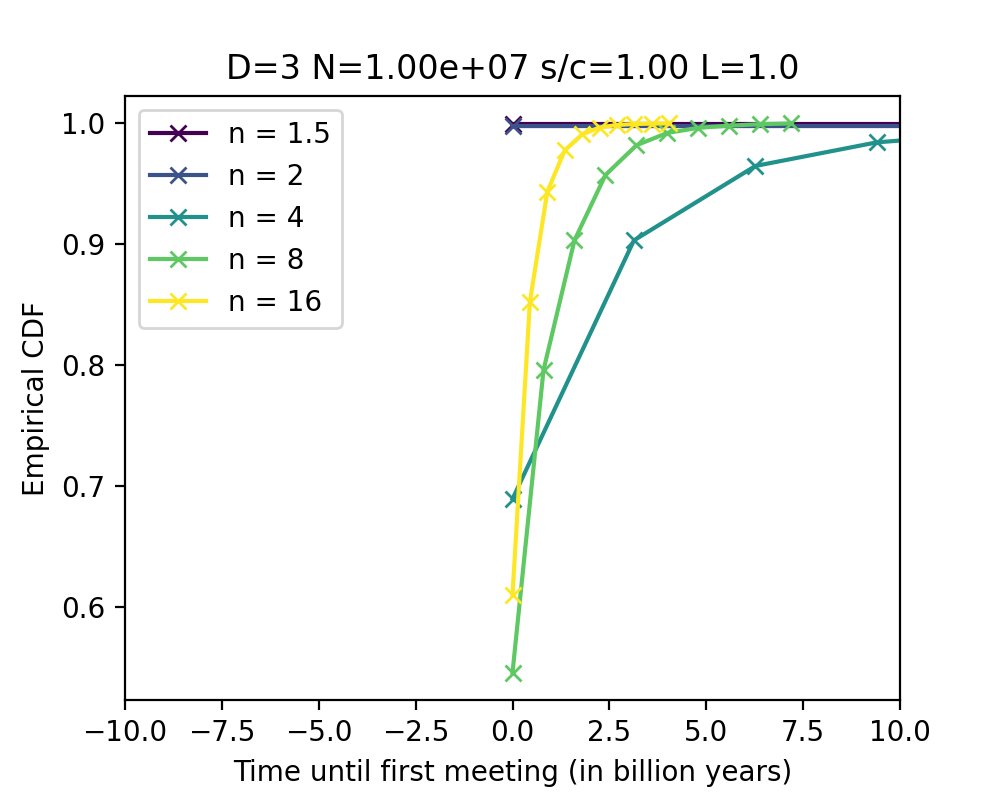 D=3 N=1.00e+07 s/c=1.00 L=1.0
1.0
0.9
0.8
0.7
0.6
Empirical CDF
n = 1.5
n = 2
n = 4
n = 8
n = 16
−10.0 −7.5 −5.0 −2.5 0.0 2.5 5.0 7.5 10.0
Time until first meeting (in billion years)